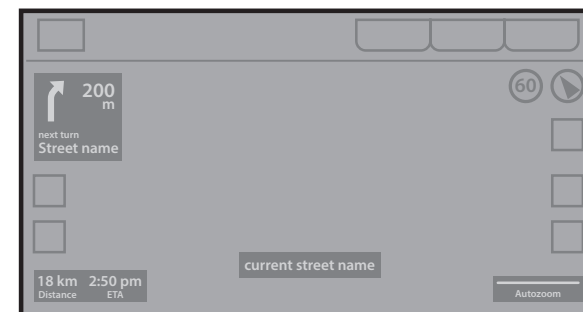 200
m
next turn
Street name
60
current street name
18 km 2:50 pm
Distance ETA
Autozoom